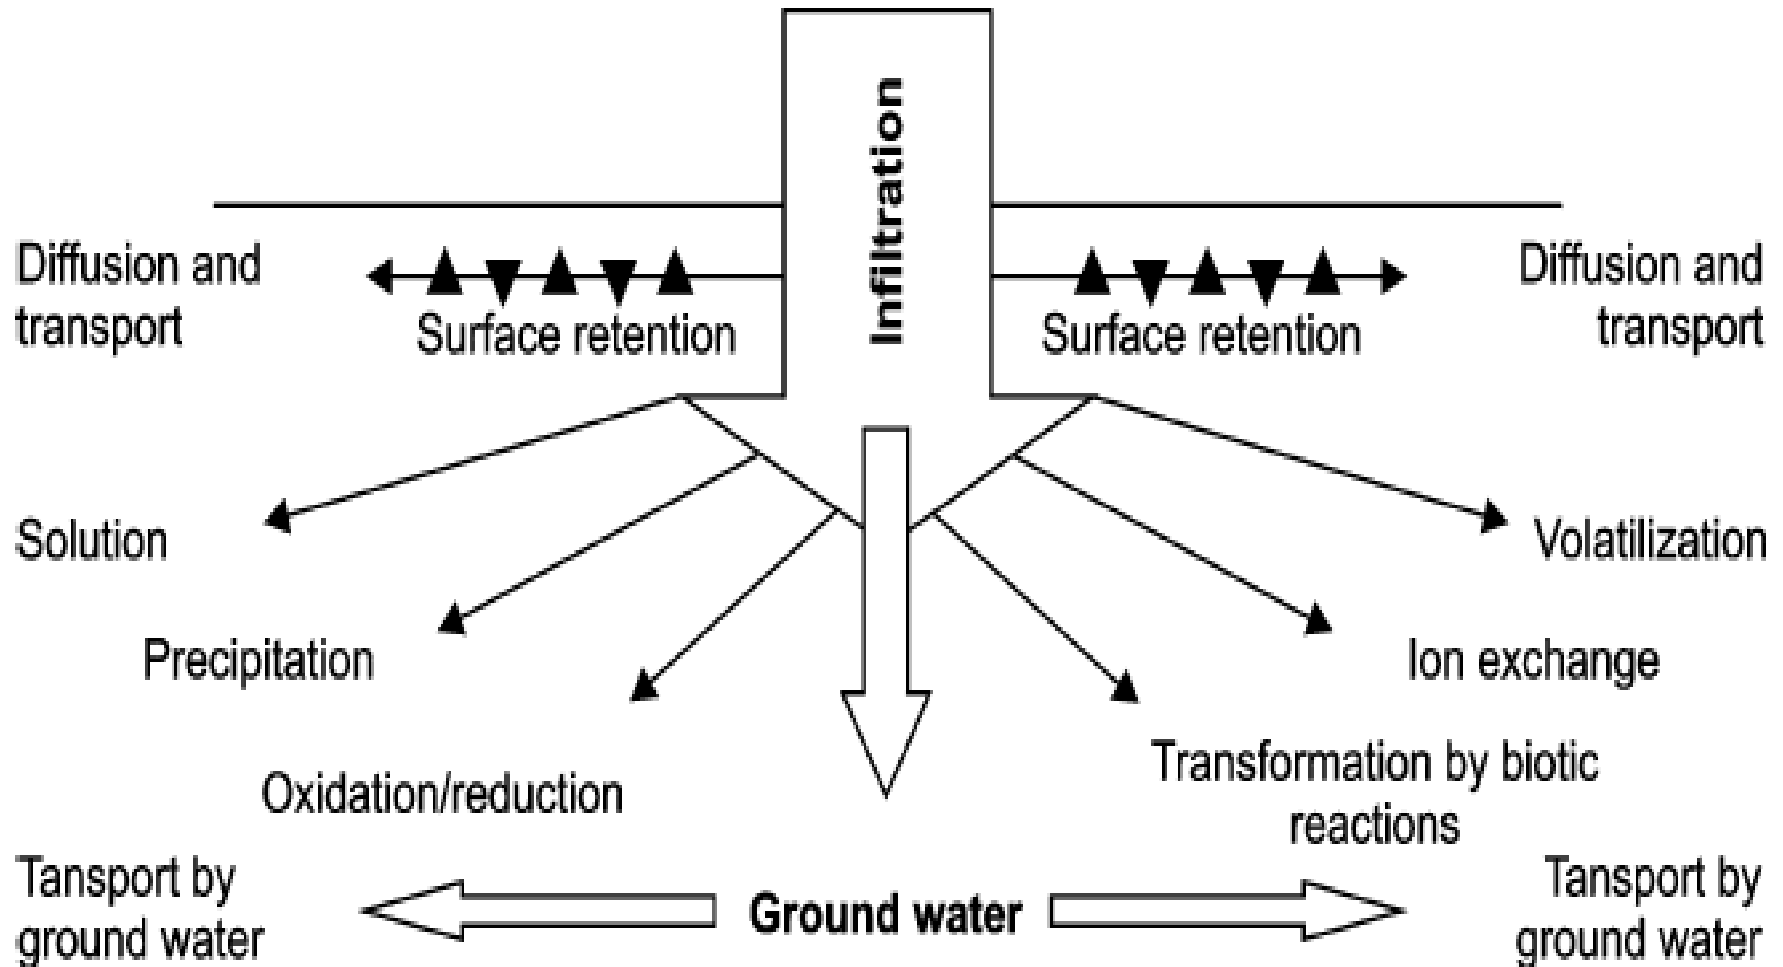 Infiltration
Diffusion and
transport
Surface retention
Surface retention
Diffusion and
transport
Solution
Volatilization
Precipitation
Ion exchange
Oxidation/reduction
Transformation by biotic
reactions
Tansport by
ground water
Ground water
Tansport by
ground water